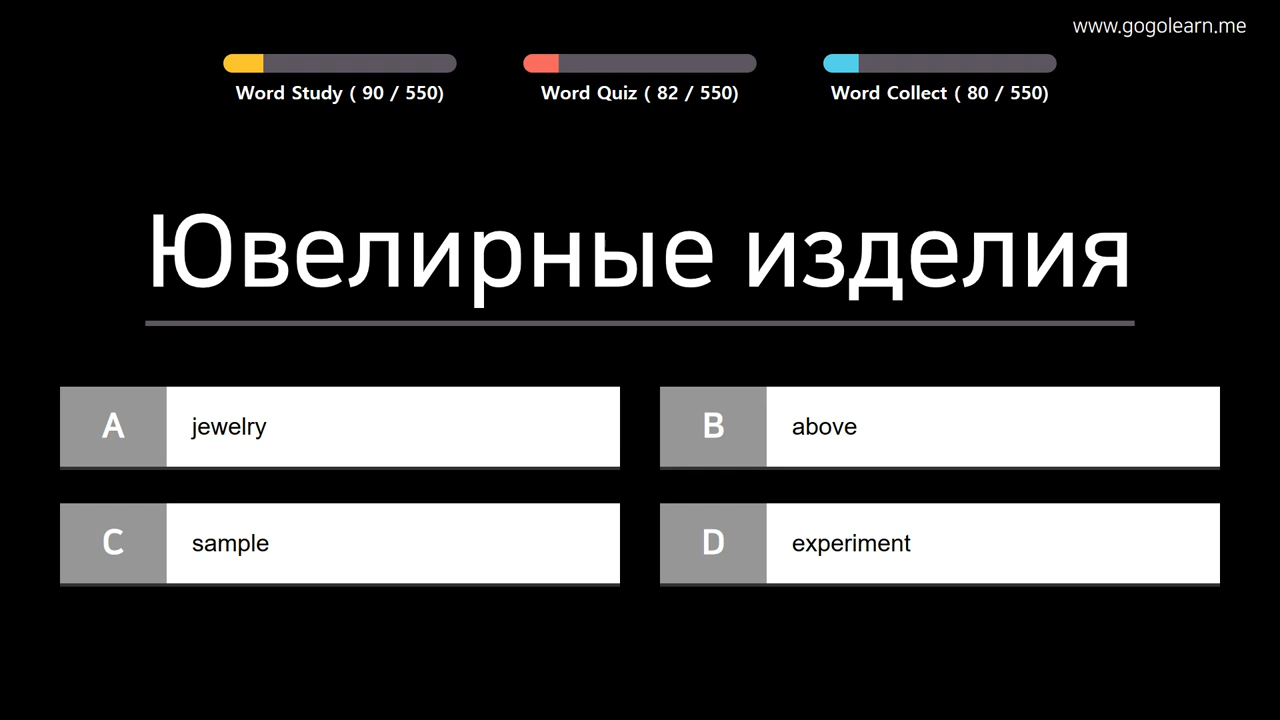 www.gogolearn.me
Word Study ( 90 / 550)
Word Quiz ( 82 / 550)
Word Collect ( 80 / 550)
Ювелирные изделия
A jewelry
B above
C sample
D experiment